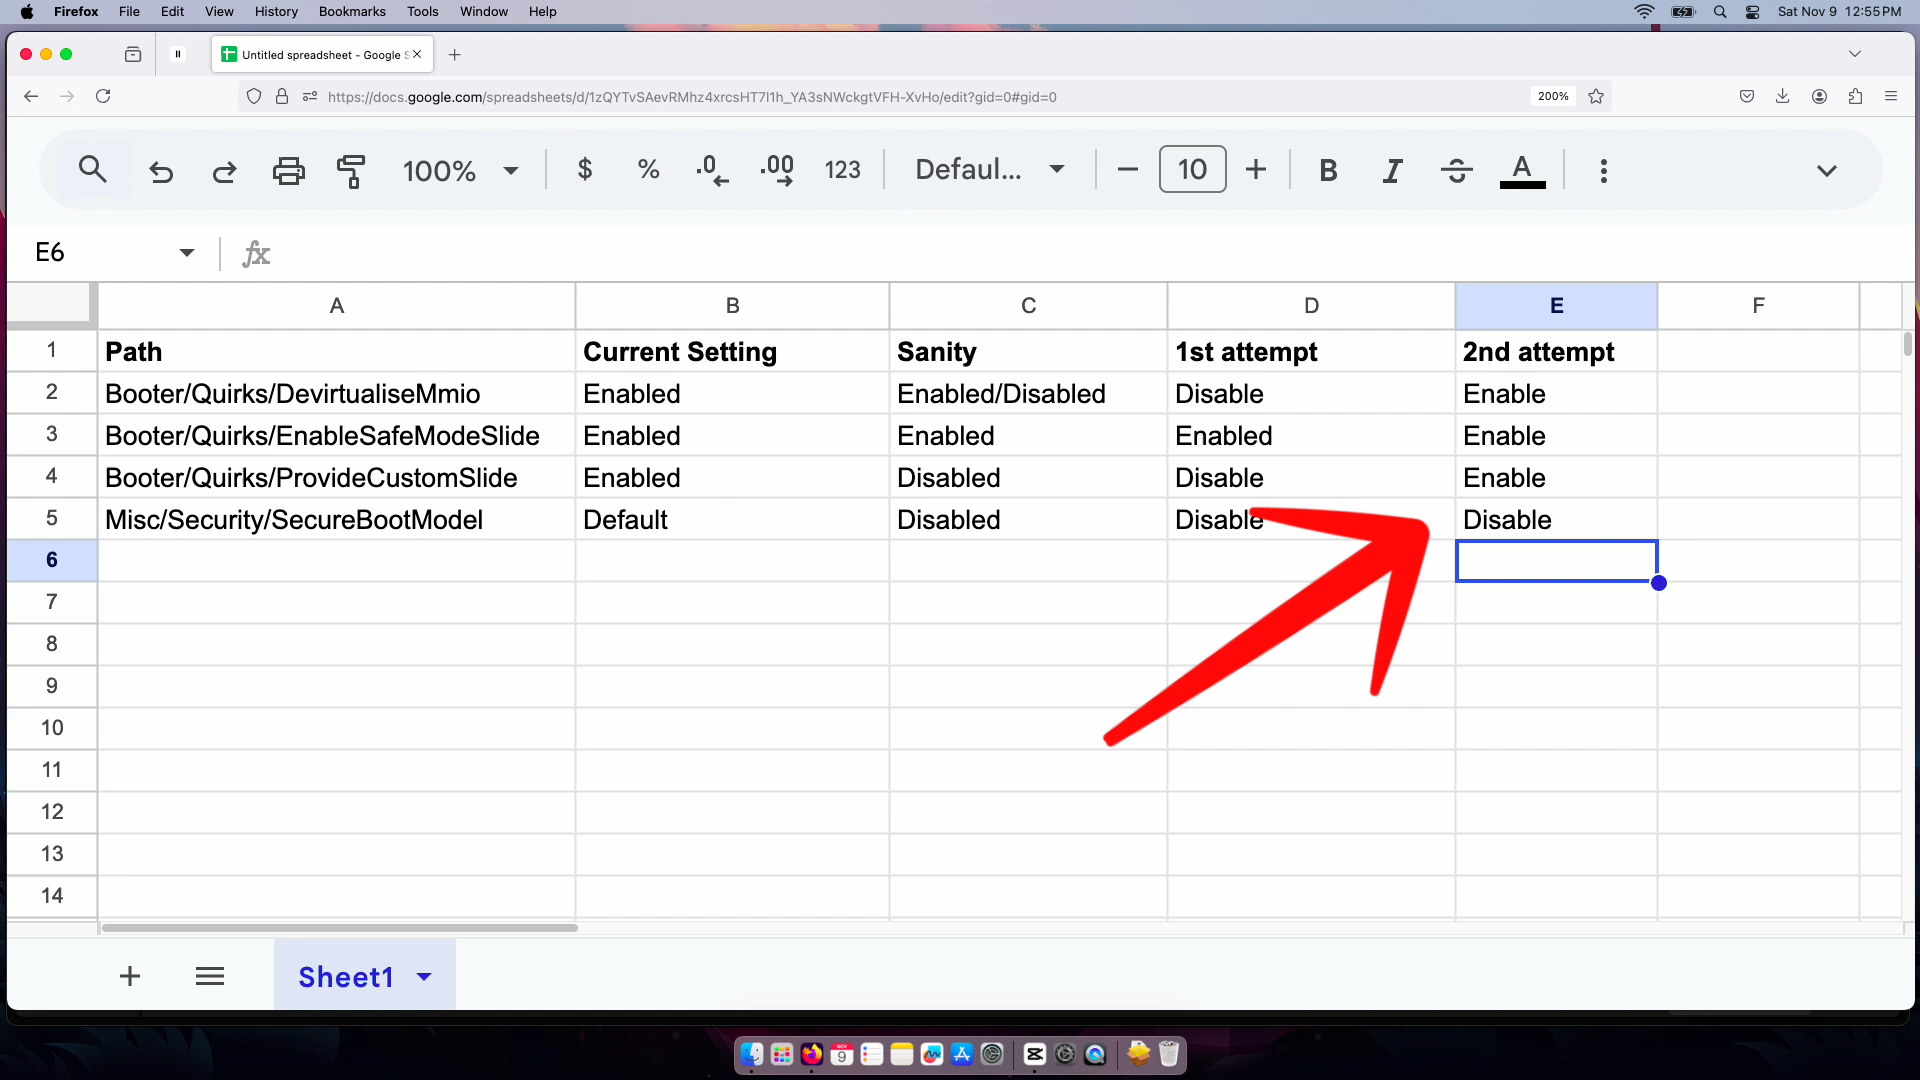 Firefox File Edit View History Bookmarks Tools Window Help Sat Nov 9 12:55 PM
Untitled spreadsheet - Google S
https://docs.google.com/spreadsheets/d/1zQYTvSAevRMhz4xrcsHT7l1h_YA3sNWckgtVFH-XvHo/edit?gid=0#gid=0 200%
100% $ % .0 .00 123 Defaul... 10 B I S A
E6 fx
A B C D E F
1 Path Current Setting Sanity 1st attempt 2nd attempt
2 Booter/Quirks/DevirtualiseMmio Enabled Enabled/Disabled Disable Enable
3 Booter/Quirks/EnableSafeModeSlide Enabled Enabled Enabled Enable
4 Booter/Quirks/ProvideCustomSlide Enabled Disabled Disable Enable
5 Misc/Security/SecureBootModel Default Disabled Disable Disable
6
7
8
9
10
11
12
13
14
Sheet1
NOV
9